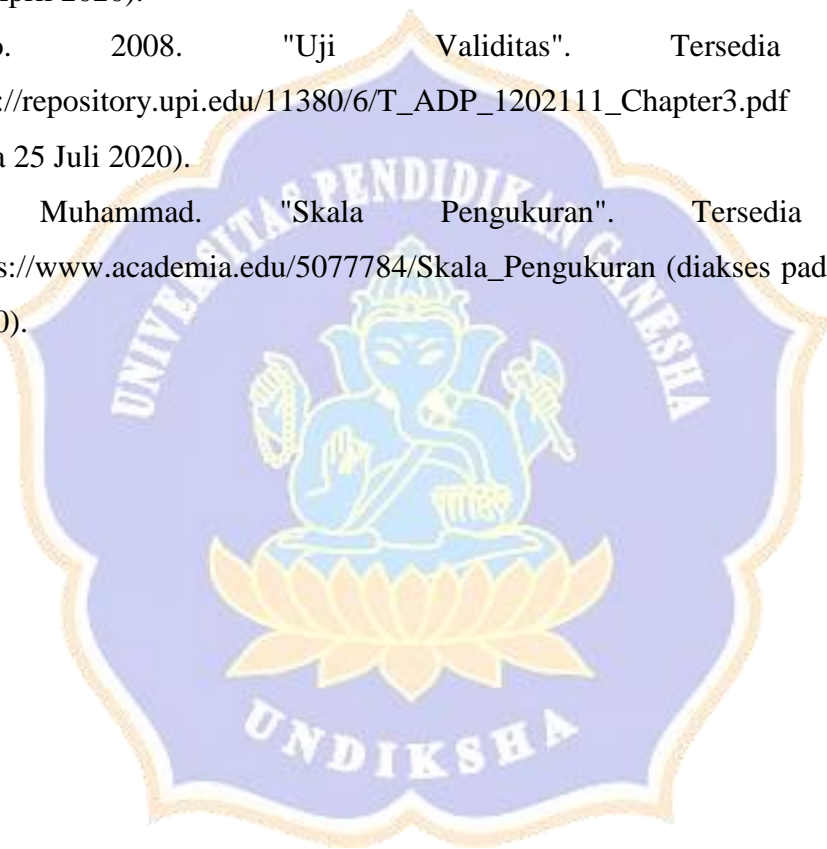 2020).
2008. "Uji Validitas". Tersedia
://repository.upi.edu/11380/6/T_ADP_1202111_Chapter3.pdf
25 Juli 2020).
Muhammad. "Skala Pengukuran". Tersedia
s://www.academia.edu/5077784/Skala_Pengukuran (diakses pad
0).
UNIVERSITAS PENDIDIKAN GANESHA
UNDIKSHA